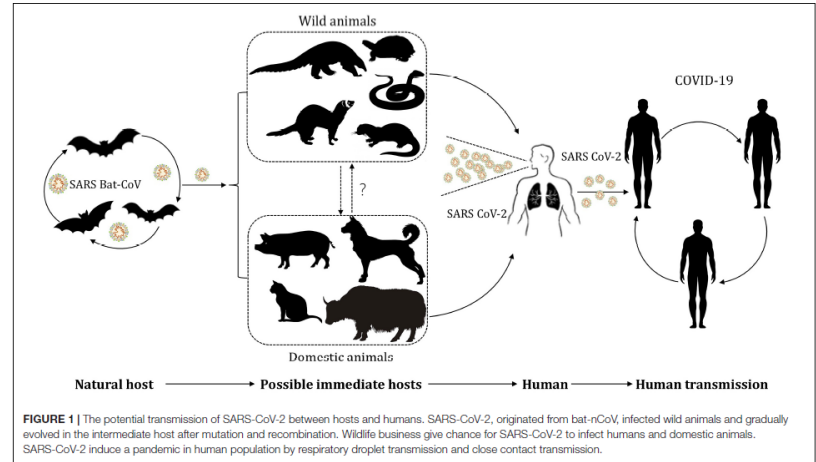 Wild animals
COVID-19
SARS Bat-CoV
?
SARS CoV-2
SARS CoV-2
Domestic animals
Natural host Possible immediate hosts Human Human transmission
FIGURE 1 | The potential transmission of SARS-CoV-2 between hosts and humans. SARS-CoV-2, originated from bat-nCoV, infected wild animals and gradually
evolved in the intermediate host after mutation and recombination. Wildlife business give chance for SARS-CoV-2 to infect humans and domestic animals.
SARS-CoV-2 induce a pandemic in human population by respiratory droplet transmission and close contact transmission.